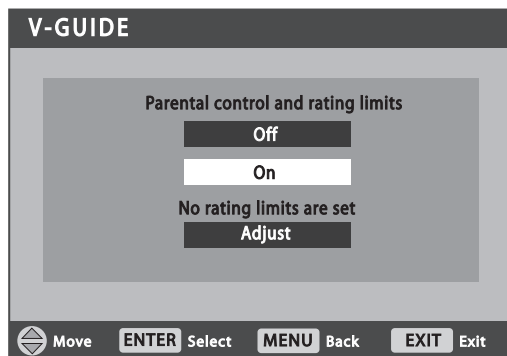 V-GUIDE
Parental control and rating limits
Off
On
No rating limits are set
Adjust
Move ENTER Select MENU Back EXIT Exit